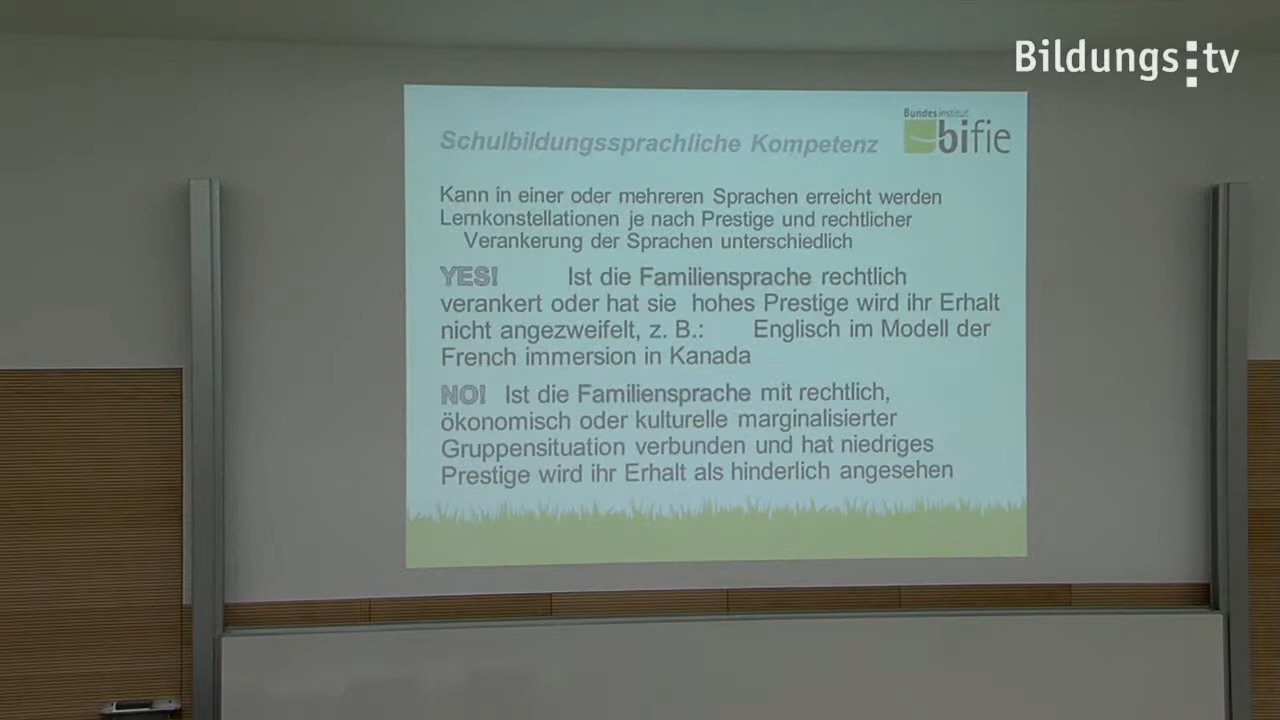 Bildungs:tv
Bundesinstitut
bifie
Schulbildungssprachliche Kompetenz
Kann in einer oder mehreren Sprachen erreicht werden
Lernkonstellationen je nach Prestige und rechtlicher
Verankerung der Sprachen unterschiedlich
YES! Ist die Familiensprache rechtlich
verankert oder hat sie hohes Prestige wird ihr Erhalt
nicht angezweifelt, z. B.: Englisch im Modell der
French immersion in Kanada
NO! Ist die Familiensprache mit rechtlich,
ökonomisch oder kulturelle marginalisierter
Gruppensituation verbunden und hat niedriges
Prestige wird ihr Erhalt als hinderlich angesehen